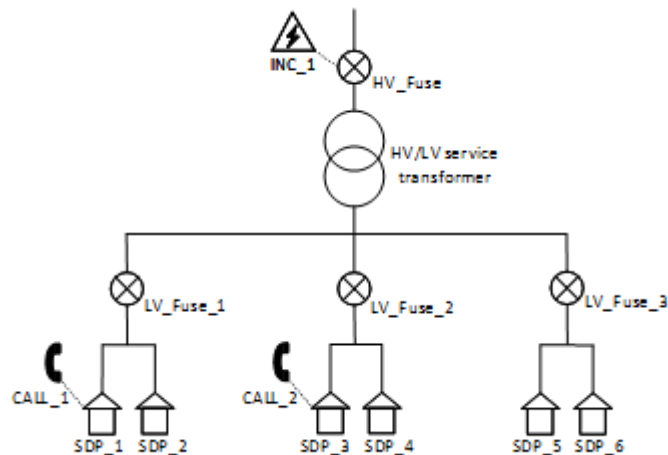 INC_1
HV_Fuse
HV/LV service
transformer
LV_Fuse_1
LV_Fuse_2
LV_Fuse_3
CALL_1
CALL_2
SDP_1
SDP_2
SDP_3
SDP_4
SDP_5
SDP_6